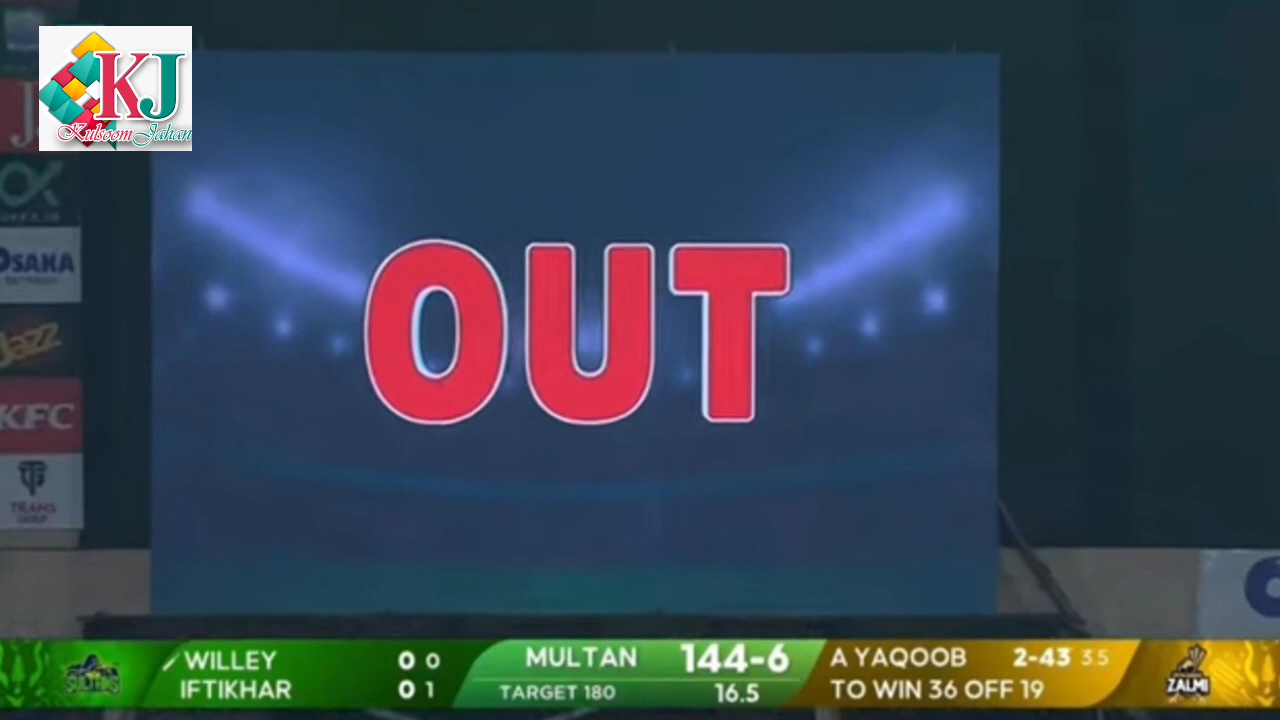 KJ
Kulsoom Jahan
J.
OSAKA
Jazz
KFC
TRANS
GROUP
OUT
WILLEY 0 0
IFTIKHAR 0 1
MULTAN 144-6
TARGET 180 16.5
A YAQOOB 2-43 3.5
TO WIN 36 OFF 19
ZALMI